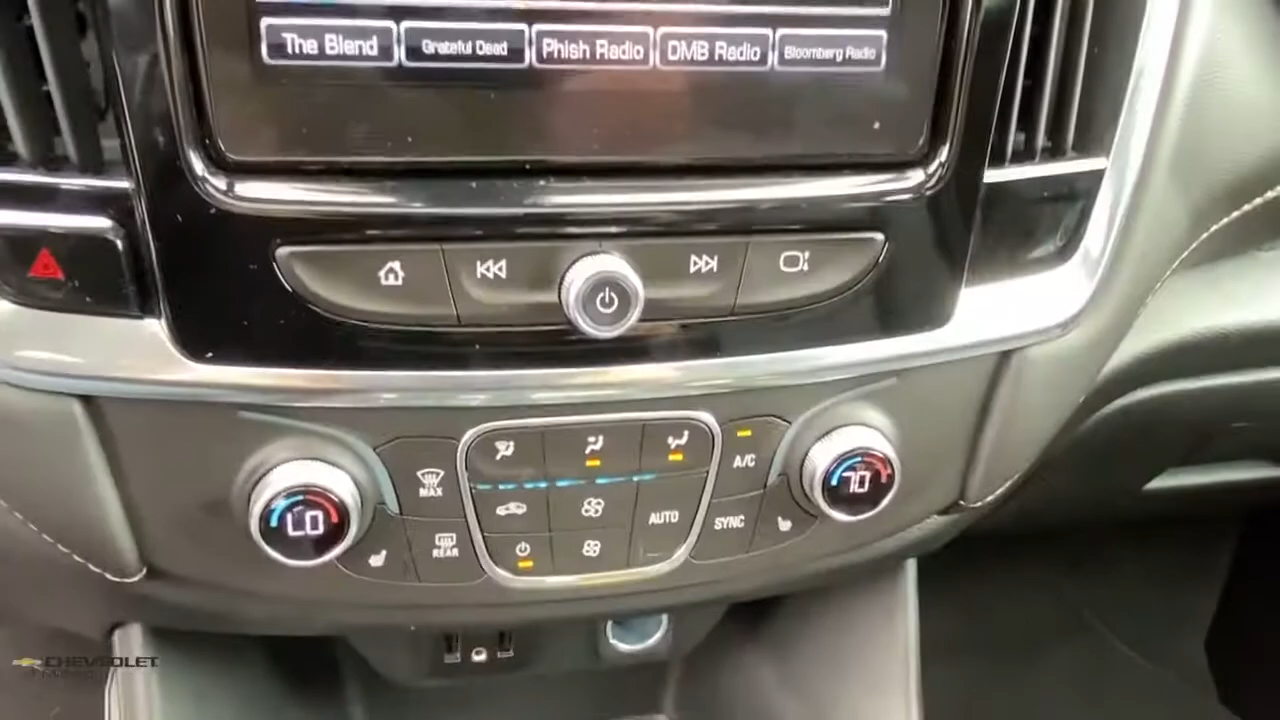 The Blend
Grateful Dead
Phish Radio
DMB Radio
Bloomberg Radio
MAX
A/C
LO
70
AUTO
SYNC
REAR
CHEVROLET